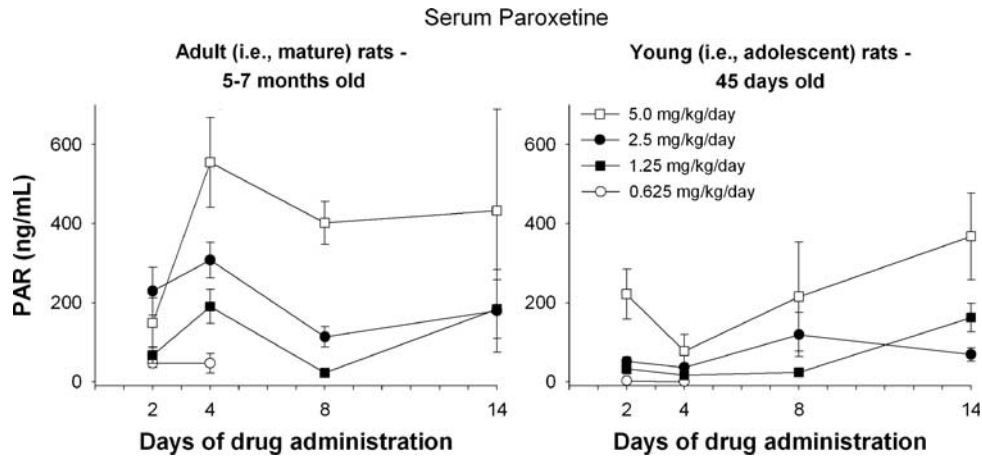 Serum Paroxetine
Adult (i.e., mature) rats -
5-7 months old
Young (i.e., adolescent) rats -
45 days old
PAR (ng/mL)
600
400
200
0
2 4 8 14
Days of drug administration
5.0 mg/kg/day
2.5 mg/kg/day
1.25 mg/kg/day
0.625 mg/kg/day
600
400
200
0
2 4 8 14
Days of drug administration